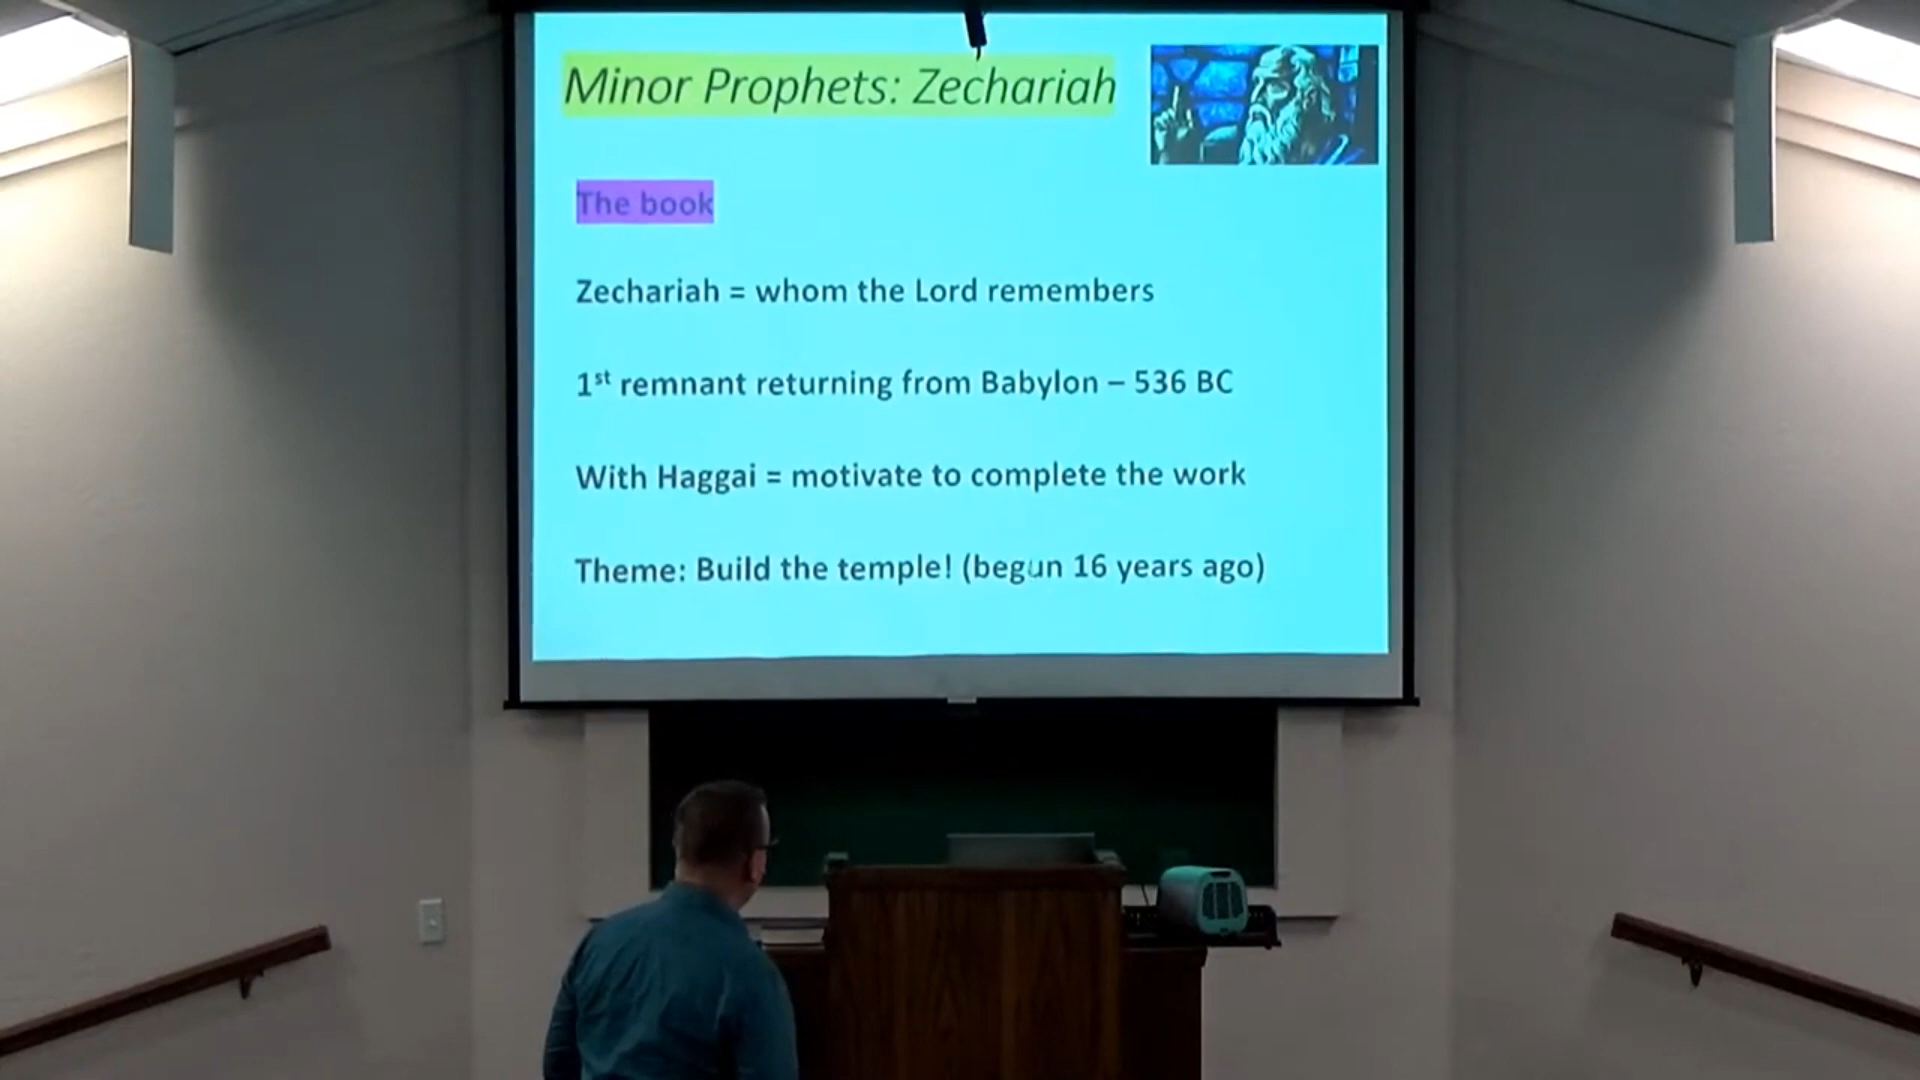 Minor Prophets: Zechariah
The book
Zechariah = whom the Lord remembers
1st remnant returning from Babylon – 536 BC
With Haggai = motivate to complete the work
Theme: Build the temple! (begun 16 years ago)